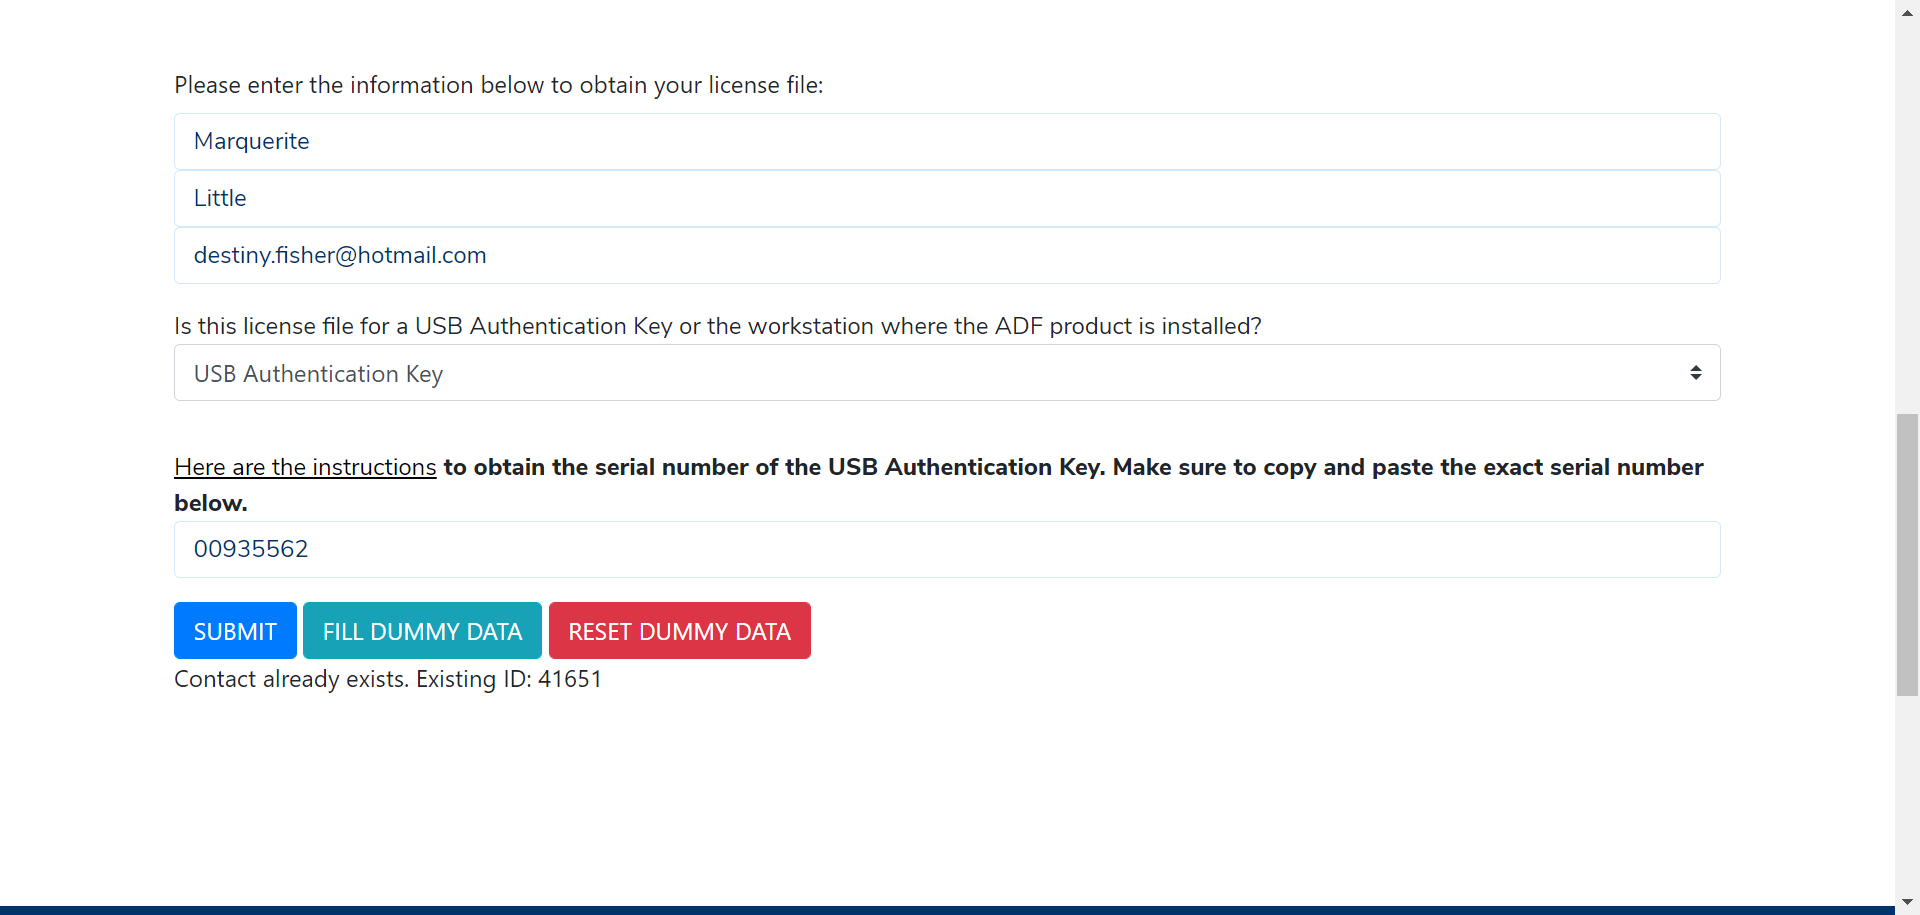 Please enter the information below to obtain your license file:
Marquerite
Little
destiny.fisher@hotmail.com
Is this license file for a USB Authentication Key or the workstation where the ADF product is installed?
USB Authentication Key
Here are the instructions to obtain the serial number of the USB Authentication Key. Make sure to copy and paste the exact serial number
below.
00935562
SUBMIT FILL DUMMY DATA RESET DUMMY DATA
Contact already exists. Existing ID: 41651